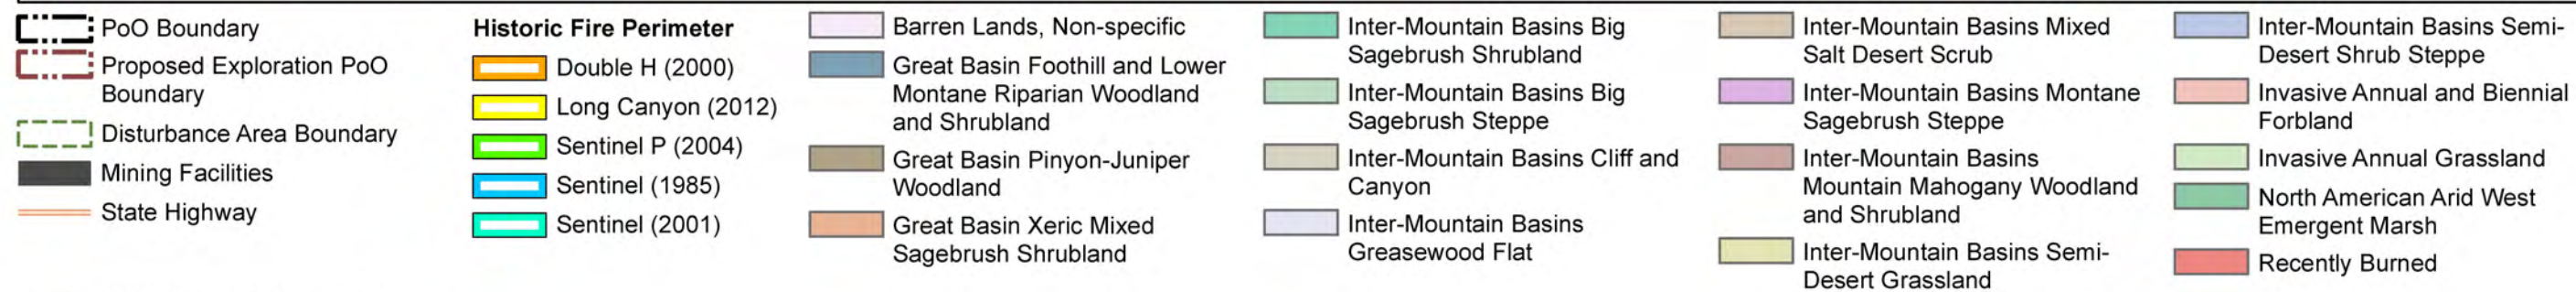 PoO Boundary
Proposed Exploration PoO
Boundary
Disturbance Area Boundary
Mining Facilities
State Highway
Historic Fire Perimeter
Double H (2000)
Long Canyon (2012)
Sentinel P (2004)
Sentinel (1985)
Sentinel (2001)
Barren Lands, Non-specific
Great Basin Foothill and Lower
Montane Riparian Woodland
and Shrubland
Great Basin Pinyon-Juniper
Woodland
Great Basin Xeric Mixed
Sagebrush Shrubland
Inter-Mountain Basins Big
Sagebrush Shrubland
Inter-Mountain Basins Big
Sagebrush Steppe
Inter-Mountain Basins Cliff and
Canyon
Inter-Mountain Basins
Greasewood Flat
Inter-Mountain Basins Mixed
Salt Desert Scrub
Inter-Mountain Basins Montane
Sagebrush Steppe
Inter-Mountain Basins
Mountain Mahogany Woodland
and Shrubland
Inter-Mountain Basins Semi-
Desert Grassland
Inter-Mountain Basins Semi-
Desert Shrub Steppe
Invasive Annual and Biennial
Forbland
Invasive Annual Grassland
North American Arid West
Emergent Marsh
Recently Burned